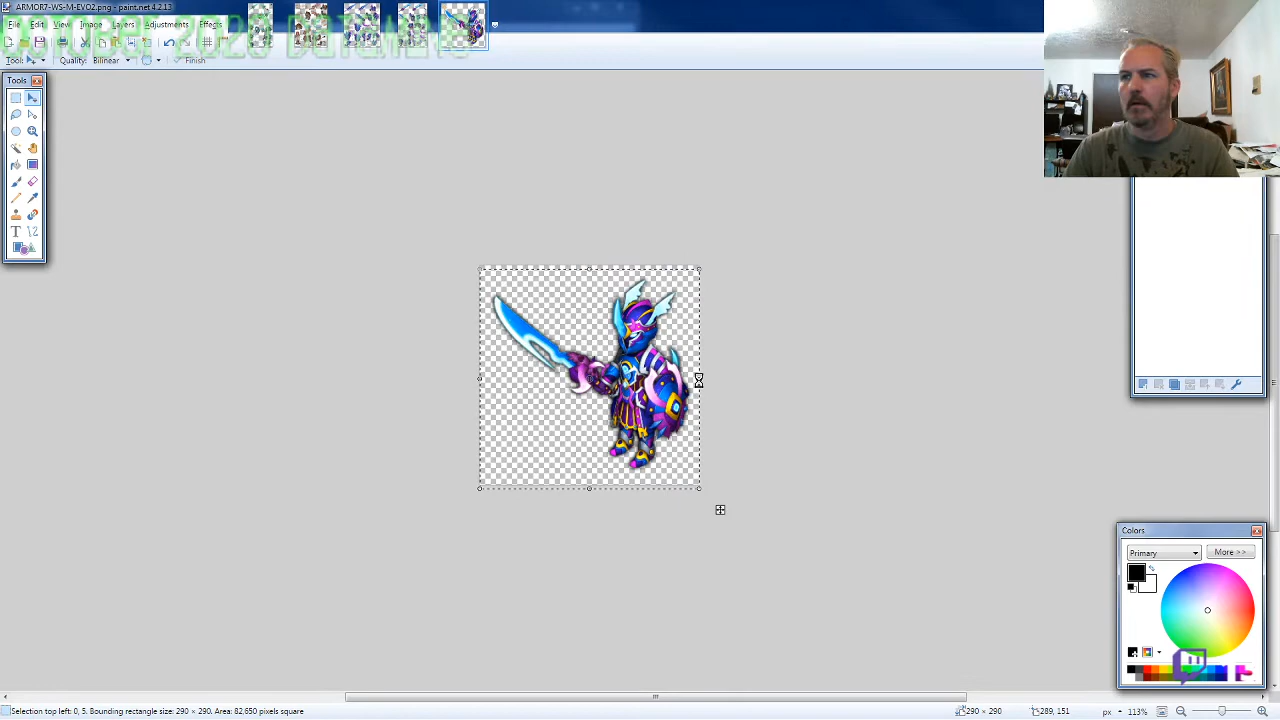 ARMOR7-WS-M-EVO2.png - paint.net 4.2.13
File Edit View Image Layers Adjustments Effects
Tool: Quality: Bilinear Finish
Tools
T
Colors
Primary More >>
Selection top left: 0, 5. Bounding rectangle size: 290 × 290, Area: 82,650 pixels square 290 × 290 289, 151 px 113%